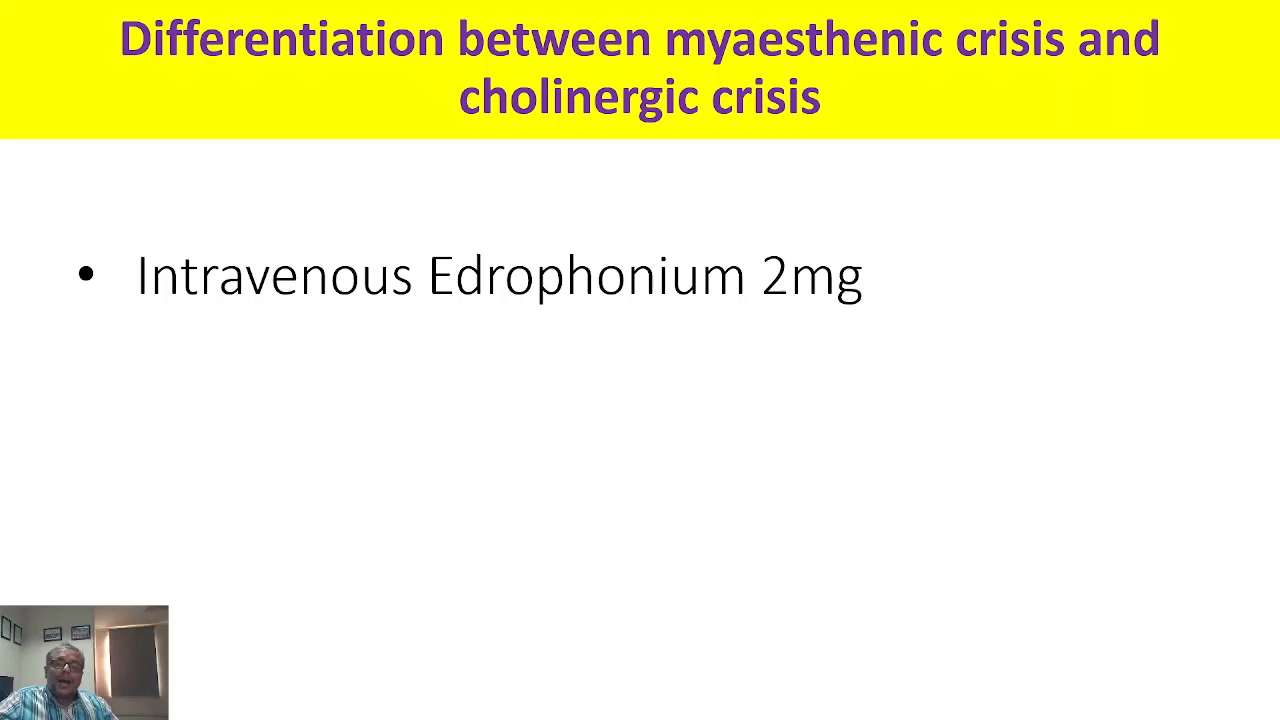 Differentiation between myaesthenic crisis and
cholinergic crisis
• Intravenous Edrophonium 2mg